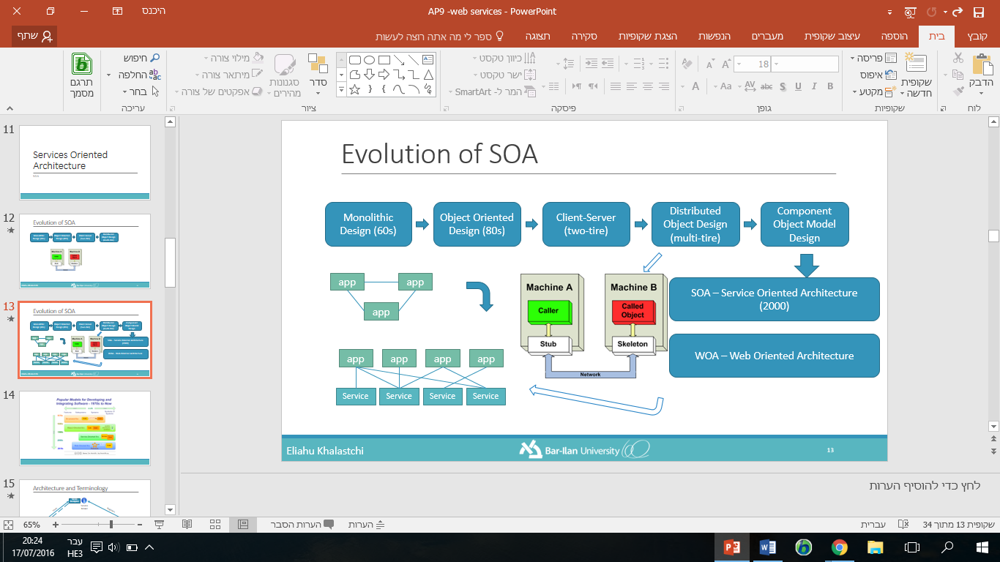 היכנס
AP9 -web services - PowerPoint
קובץ
בית
הוספה
עיצוב שקופית
מעברים
הנפשות
הצגת שקופיות
סקירה
תצוגה
ספר לי מה אתה רוצה לעשות
שתף
הדבק
לוח
שקופית
חדשה
פריסה
איפוס
מקטע
שקופיות
18
B I U S abc AV Aa A
גופן
כיוון טקסט
ישר טקסט
המר ל- SmartArt
פיסקה
סדר
סגנונות
מהירים
מילוי צורה
מיתאר צורה
אפקטים של צורה
ציור
חיפוש
החלפה
בחר
עריכה
תרגם
מסמך
11
Services Oriented
Architecture
12
Evolution of SOA
13
Evolution of SOA
14
Popular Models for Developing and
Integrating Software - 1970s to Now
15
Architecture and Terminology
Evolution of SOA
Monolithic
Design (60s)
Object Oriented
Design (80s)
Client-Server
(two-tire)
Distributed
Object Design
(multi-tire)
Component
Object Model
Design
app
app
app
Machine A
Caller
Stub
Machine B
Called
Object
Skeleton
Network
SOA – Service Oriented Architecture
(2000)
WOA – Web Oriented Architecture
app
app
app
app
Service
Service
Service
Service
Eliahu Khalastchi
Bar-Ilan University
13
לחץ כדי להוסיף הערות
שקופית 13 מתוך 34
עברית
הערות
הערות הסבר
65%
20:24
17/07/2016
עבר
HE3